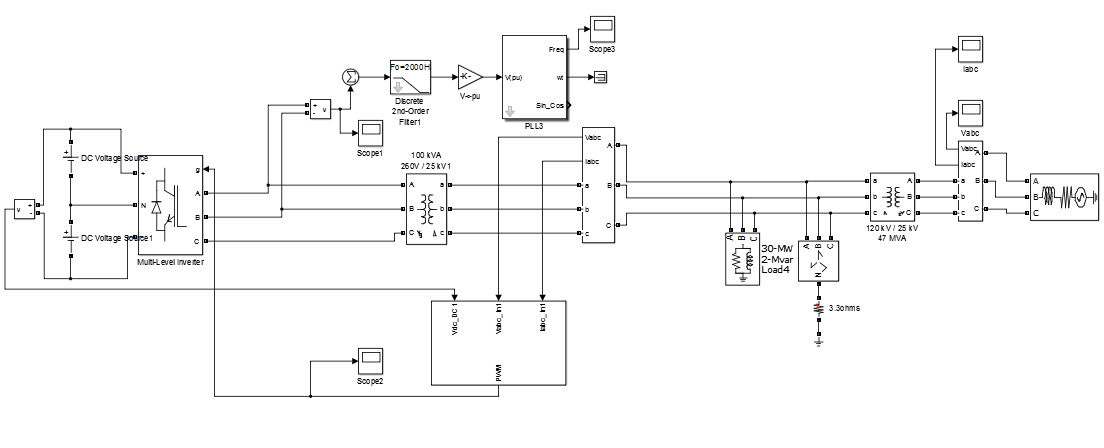 Scope3
Freq
V(pu)
wt
Sin_Cos
PLL3
Fo=2000H
Discrete
2nd-Order
Filter1
-K-
V->pu
+
-
v
Scope1
Iabc
Vabc
DC Voltage Source
DC Voltage Source1
+
-
v
+
N
-
g
A
B
C
Multi-Level Inverter
100 kVA
260V / 25 kV1
A
B
C
a
b
c
Vabc
Iabc
a
b
c
A
B
C
A
B
C
30-MW
2-Mvar
Load4
A
B
C
N
3.3ohms
a
b
c
A
B
C
120 kV / 25 kV
47 MVA
Vabc
Iabc
a
b
c
A
B
C
A
B
C
Vdc_DC1
Vabc_In1
Iabc_In1
PWM
Scope2